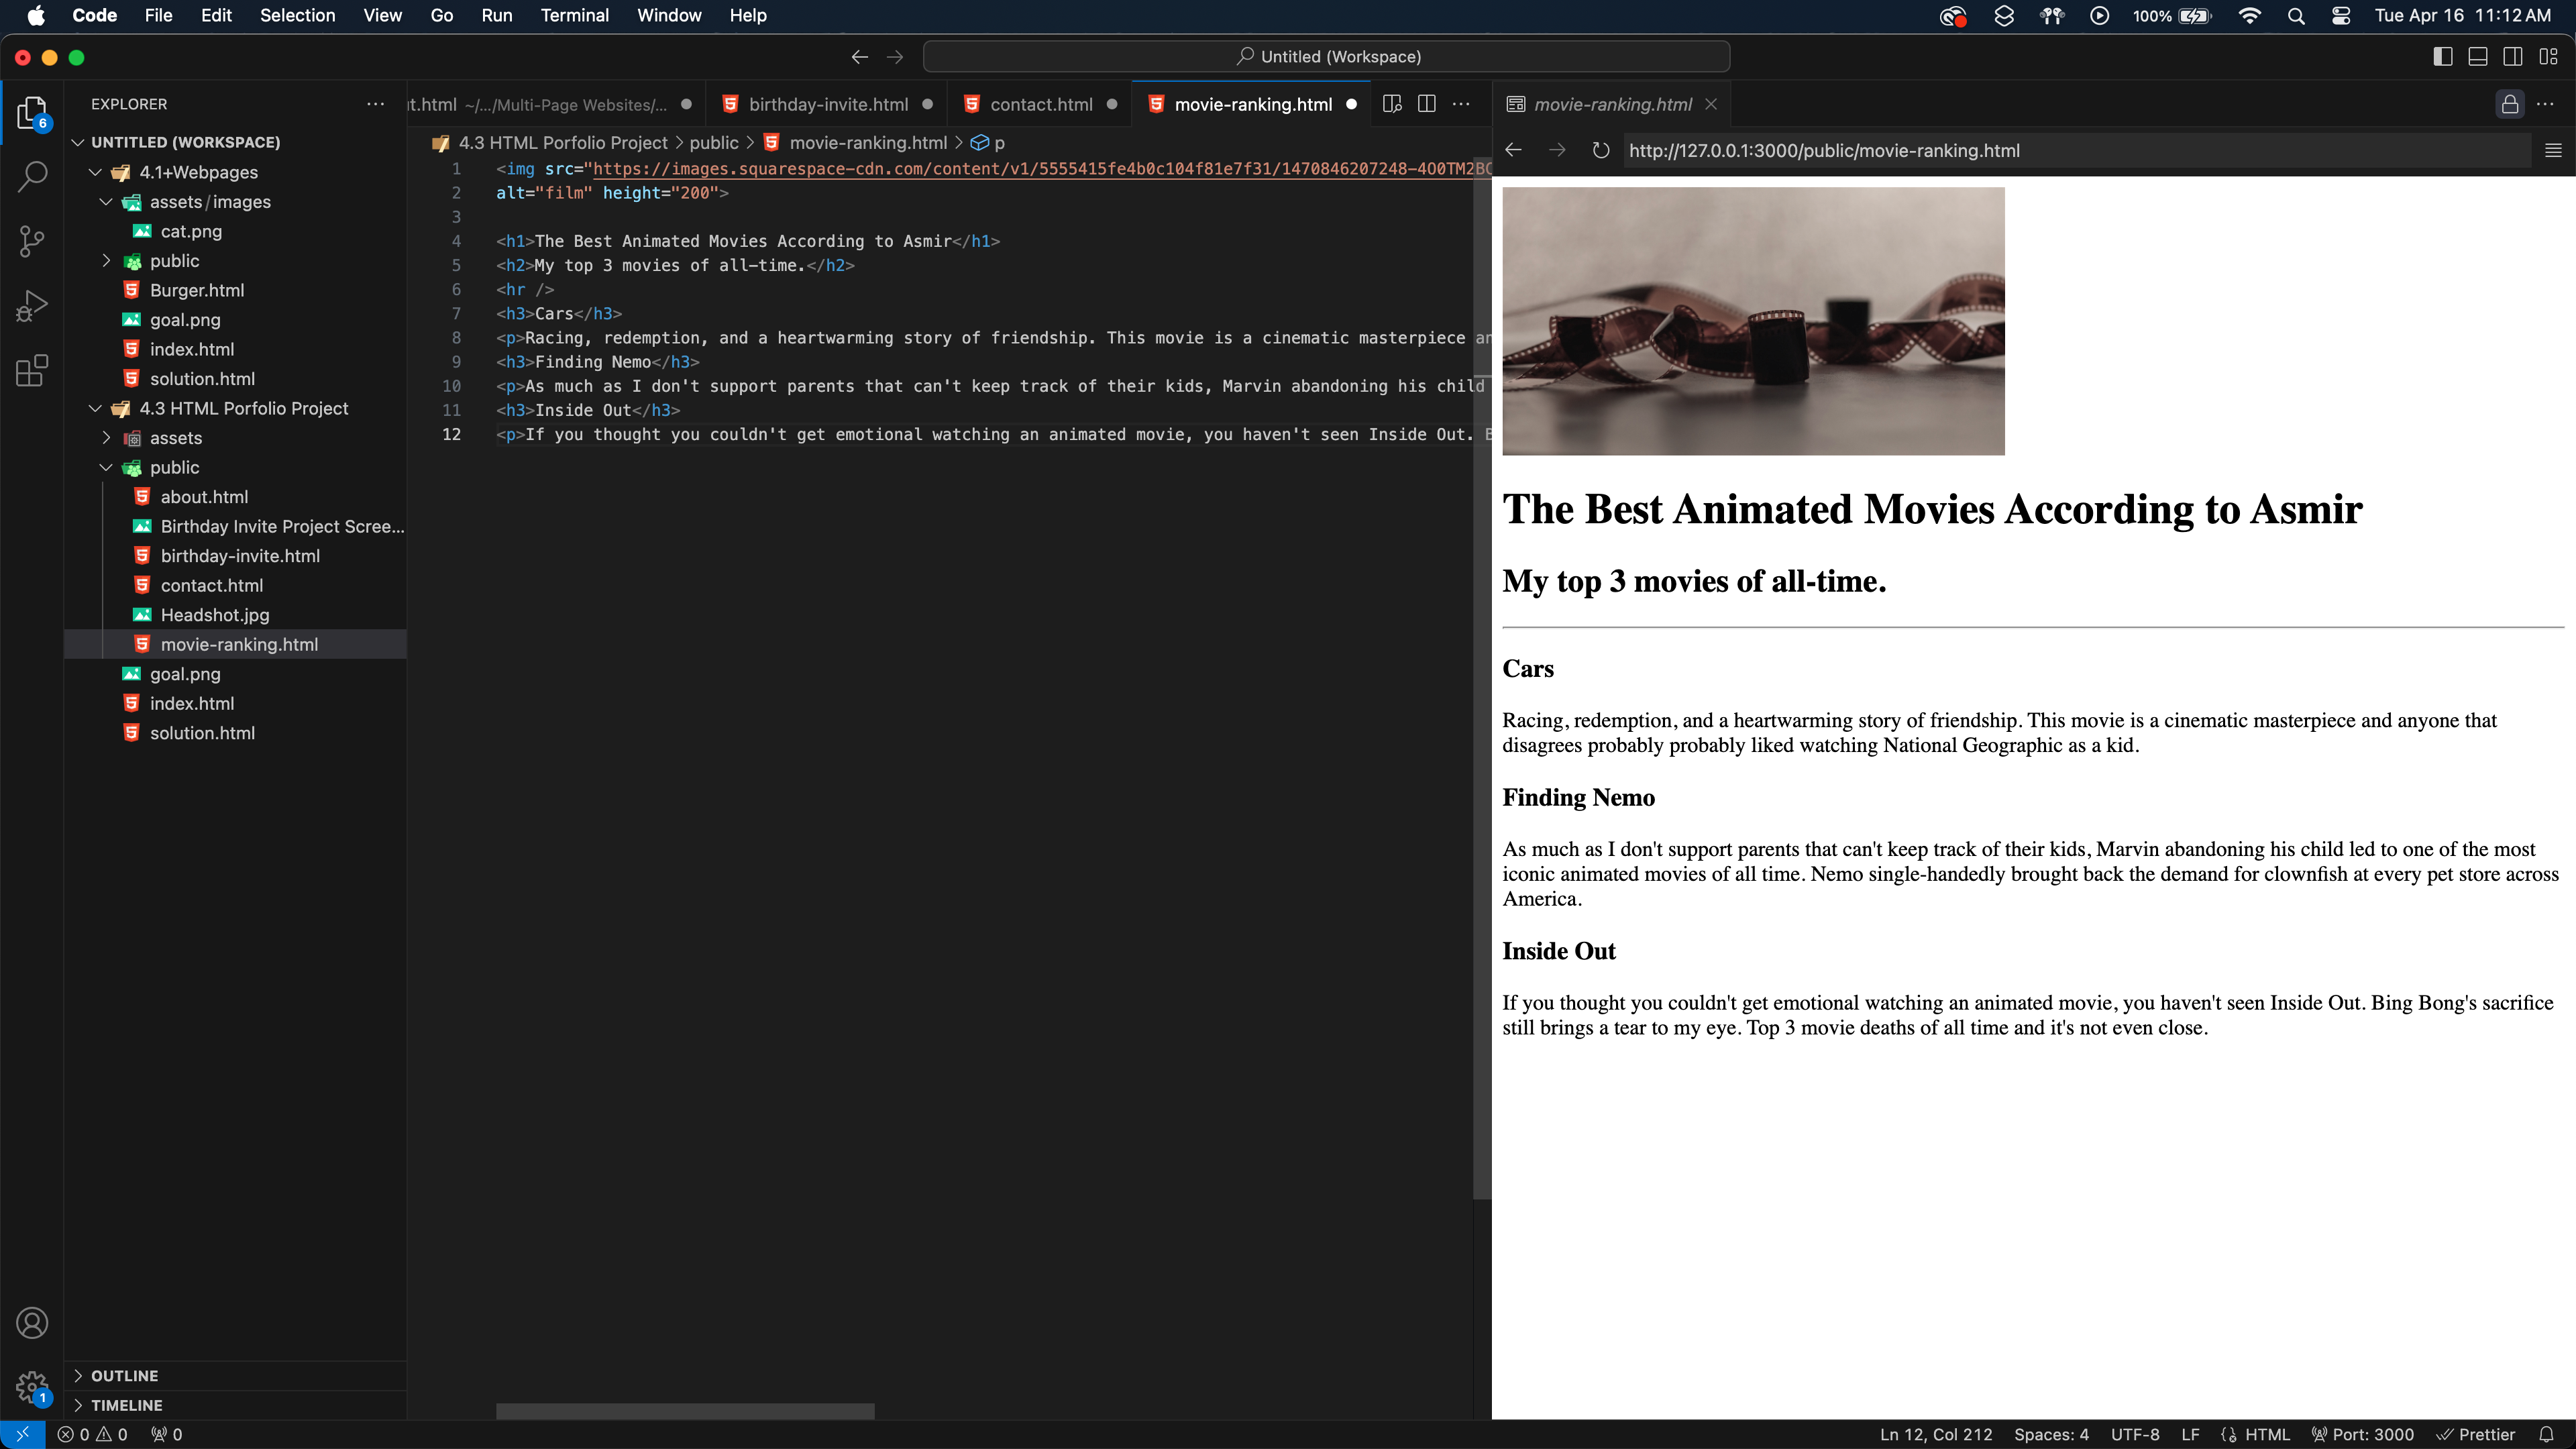 Code File Edit Selection View Go Run Terminal Window Help 100% Tue Apr 16 11:12 AM
Untitled (Workspace)
EXPLORER
6
UNTITLED (WORKSPACE)
4.1+Webpages
assets/images
cat.png
public
Burger.html
goal.png
index.html
solution.html
4.3 HTML Porfolio Project
assets
public
about.html
Birthday Invite Project Scree...
birthday-invite.html
contact.html
Headshot.jpg
movie-ranking.html
goal.png
index.html
solution.html
OUTLINE
TIMELINE
1
t.html ~/.../Multi-Page Websites/... birthday-invite.html contact.html movie-ranking.html
4.3 HTML Porfolio Project > public > movie-ranking.html > p
1 <img src="https://images.squarespace-cdn.com/content/v1/5555415fe4b0c104f81e7f31/1470846207248-400TM2BC
2 alt="film" height="200">
3
4 <h1>The Best Animated Movies According to Asmir</h1>
5 <h2>My top 3 movies of all-time.</h2>
6 <hr />
7 <h3>Cars</h3>
8 <p>Racing, redemption, and a heartwarming story of friendship. This movie is a cinematic masterpiece an
9 <h3>Finding Nemo</h3>
10 <p>As much as I don't support parents that can't keep track of their kids, Marvin abandoning his child
11 <h3>Inside Out</h3>
12 <p>If you thought you couldn't get emotional watching an animated movie, you haven't seen Inside Out. B
movie-ranking.html
http://127.0.0.1:3000/public/movie-ranking.html
The Best Animated Movies According to Asmir
My top 3 movies of all-time.
Cars
Racing, redemption, and a heartwarming story of friendship. This movie is a cinematic masterpiece and anyone that
disagrees probably probably liked watching National Geographic as a kid.
Finding Nemo
As much as I don't support parents that can't keep track of their kids, Marvin abandoning his child led to one of the most
iconic animated movies of all time. Nemo single-handedly brought back the demand for clownfish at every pet store across
America.
Inside Out
If you thought you couldn't get emotional watching an animated movie, you haven't seen Inside Out. Bing Bong's sacrifice
still brings a tear to my eye. Top 3 movie deaths of all time and it's not even close.
0 0 0 Ln 12, Col 212 Spaces: 4 UTF-8 LF HTML Port: 3000 Prettier